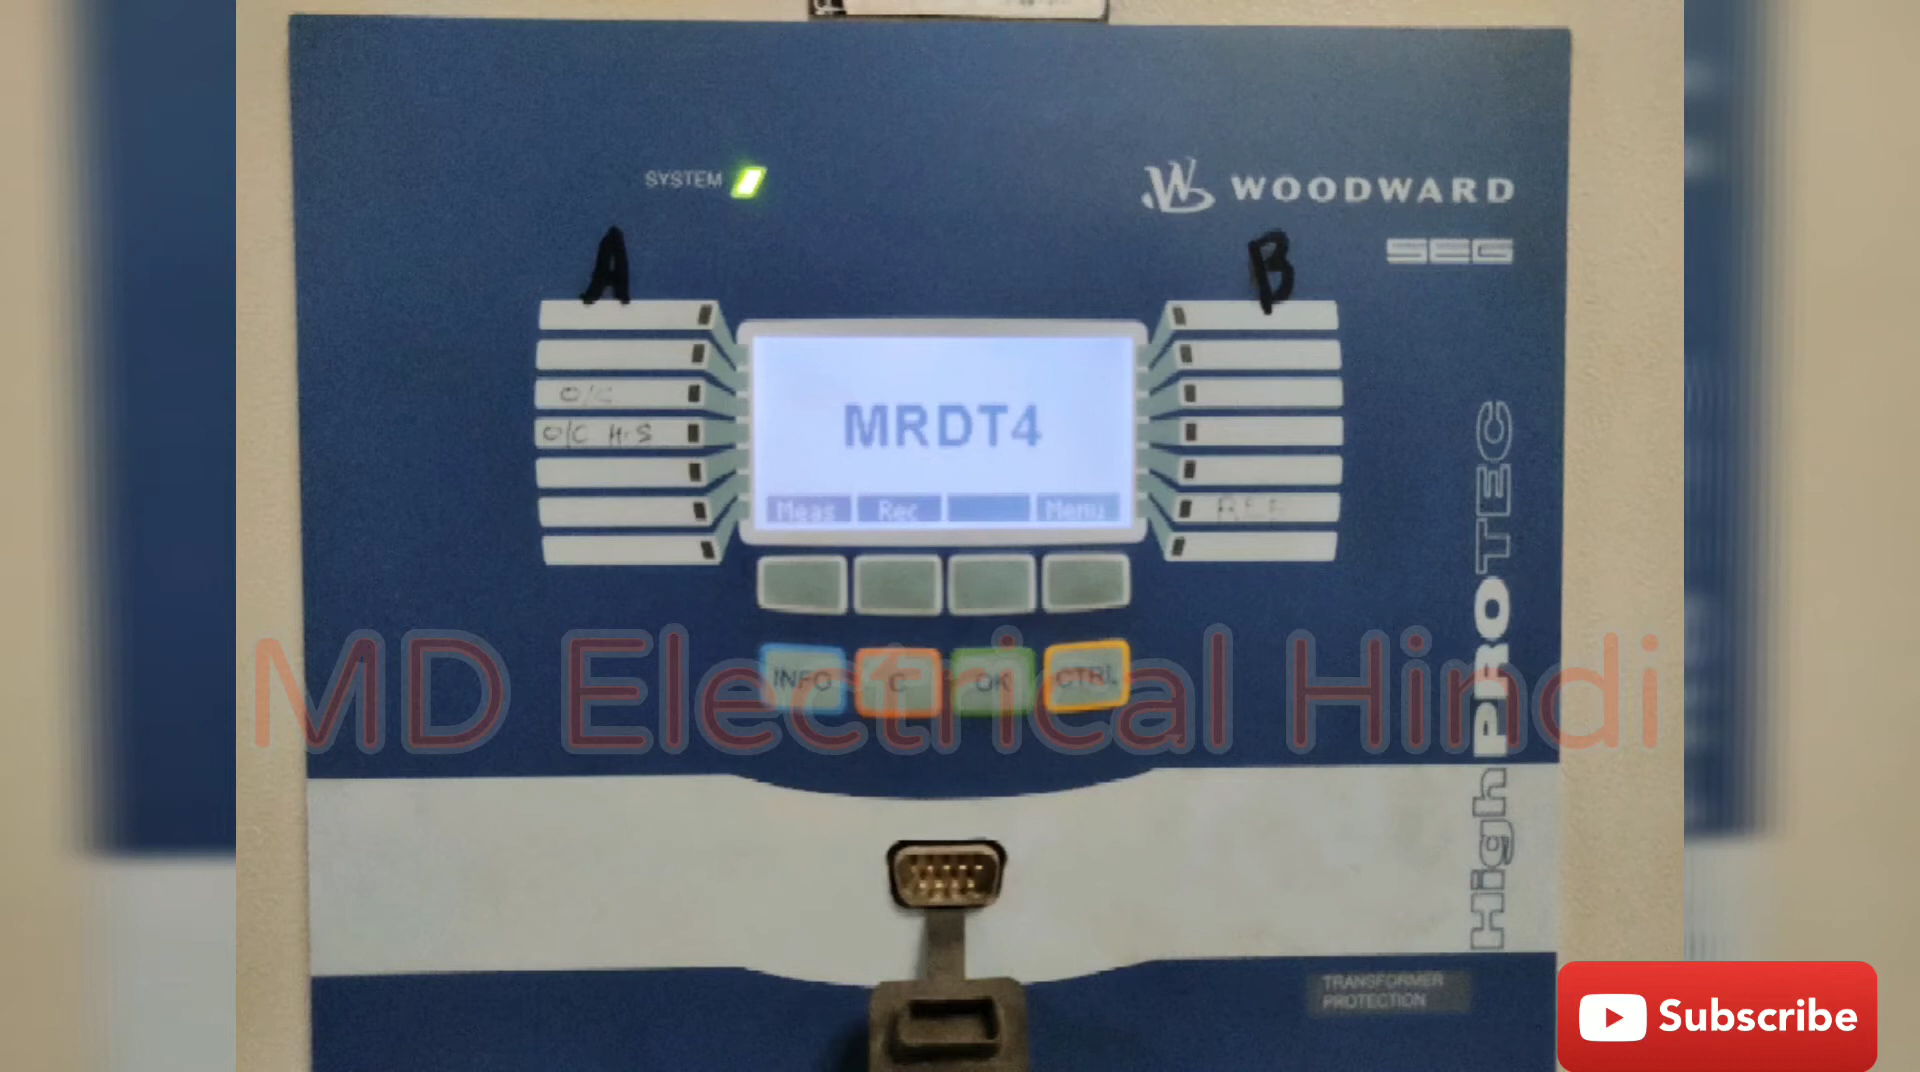 SYSTEM
WOODWARD
SEG
A
B
O/C
O/C H.S
MRDT4
Meas Rec Menu
INFO C OK CTRL
MD Electrical Hindi
HighPROTEC
TRANSFORMER
PROTECTION
Subscribe